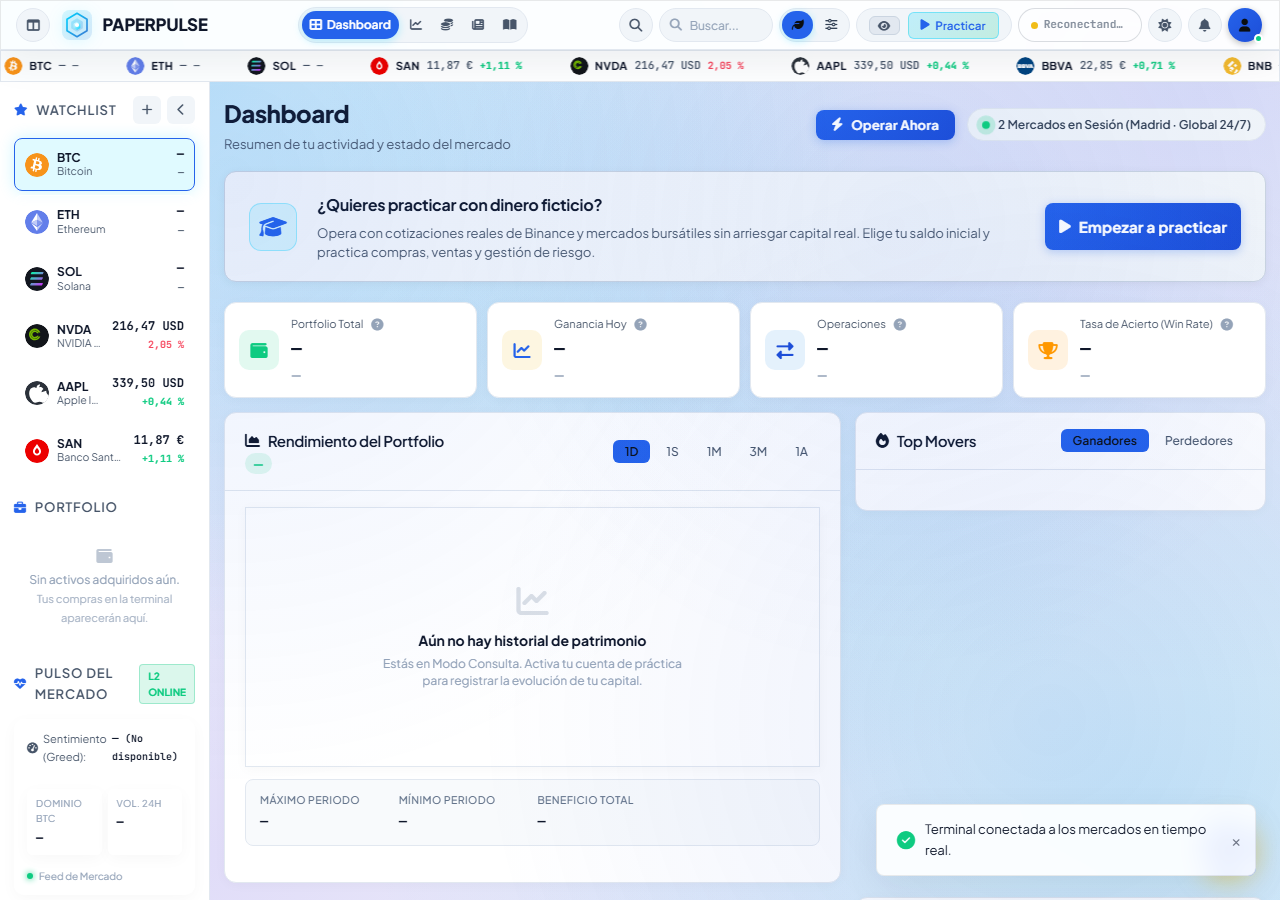 PAPERPULSE
Dashboard
Buscar...
Practicar
Reconectand…
BTC — —
ETH — —
SOL — —
SAN 11,87 € +1,11 %
NVDA 216,47 USD 2,05 %
AAPL 339,50 USD +0,44 %
BBVA 22,85 € +0,71 %
BNB
WATCHLIST
BTC —
Bitcoin —
ETH —
Ethereum —
SOL —
Solana —
NVDA 216,47 USD
NVIDIA ... 2,05 %
AAPL 339,50 USD
Apple I... +0,44 %
SAN 11,87 €
Banco Sant... +1,11 %
PORTFOLIO
Sin activos adquiridos aún.
Tus compras en la terminal
aparecerán aquí.
PULSO DEL
MERCADO
L2
ONLINE
Sentimiento
(Greed):
— (No
disponible)
DOMINIO
BTC
—
VOL. 24H
—
Feed de Mercado
Dashboard
Resumen de tu actividad y estado del mercado
Operar Ahora
2 Mercados en Sesión (Madrid · Global 24/7)
¿Quieres practicar con dinero ficticio?
Opera con cotizaciones reales de Binance y mercados bursátiles sin arriesgar capital real. Elige tu saldo inicial y
practica compras, ventas y gestión de riesgo.
Empezar a practicar
Portfolio Total ?
—
—
Ganancia Hoy ?
—
—
Operaciones ?
—
—
Tasa de Acierto (Win Rate) ?
—
—
Rendimiento del Portfolio
—
1D 1S 1M 3M 1A
Aún no hay historial de patrimonio
Estás en Modo Consulta. Activa tu cuenta de práctica
para registrar la evolución de tu capital.
MÁXIMO PERIODO
—
MÍNIMO PERIODO
—
BENEFICIO TOTAL
—
Top Movers
Ganadores Perdedores
Terminal conectada a los mercados en tiempo
real.
×